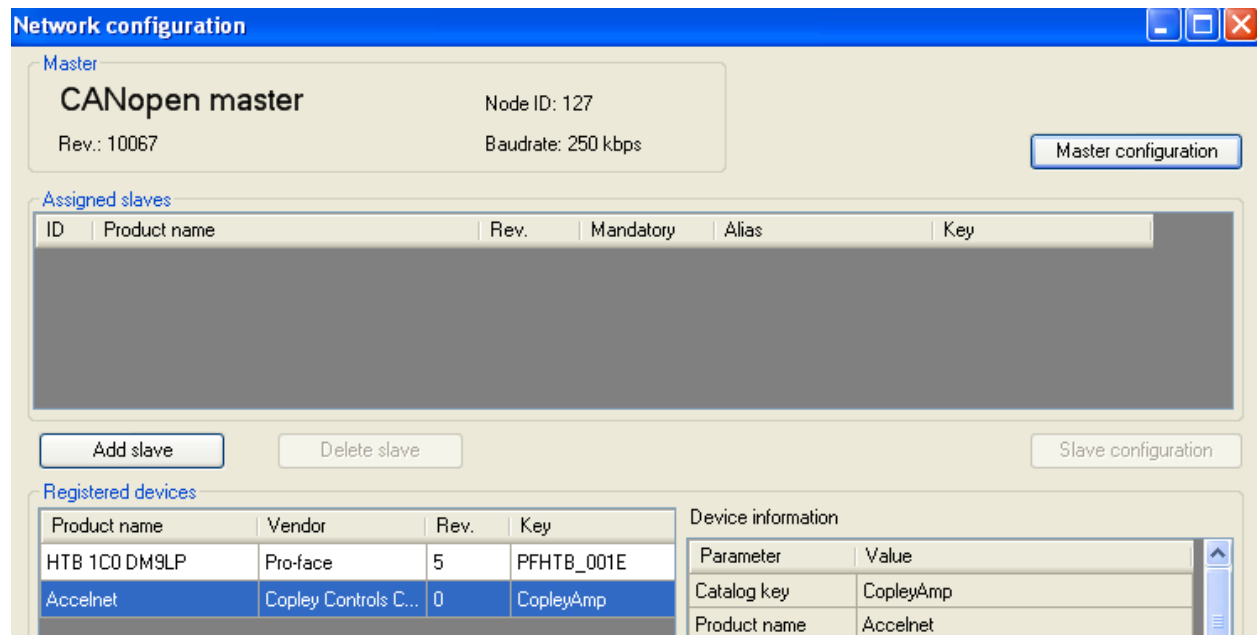 Network configuration
Master
CANopen master Node ID: 127
Rev.: 10067 Baudrate: 250 kbps
Master configuration
Assigned slaves
ID Product name Rev. Mandatory Alias Key
Add slave Delete slave Slave configuration
Registered devices
Product name Vendor Rev. Key
HTB 1C0 DM9LP Pro-face 5 PFHTB_001E
Accelnet Copley Controls C... 0 CopleyAmp
Device information
Parameter Value
Catalog key CopleyAmp
Product name Accelnet